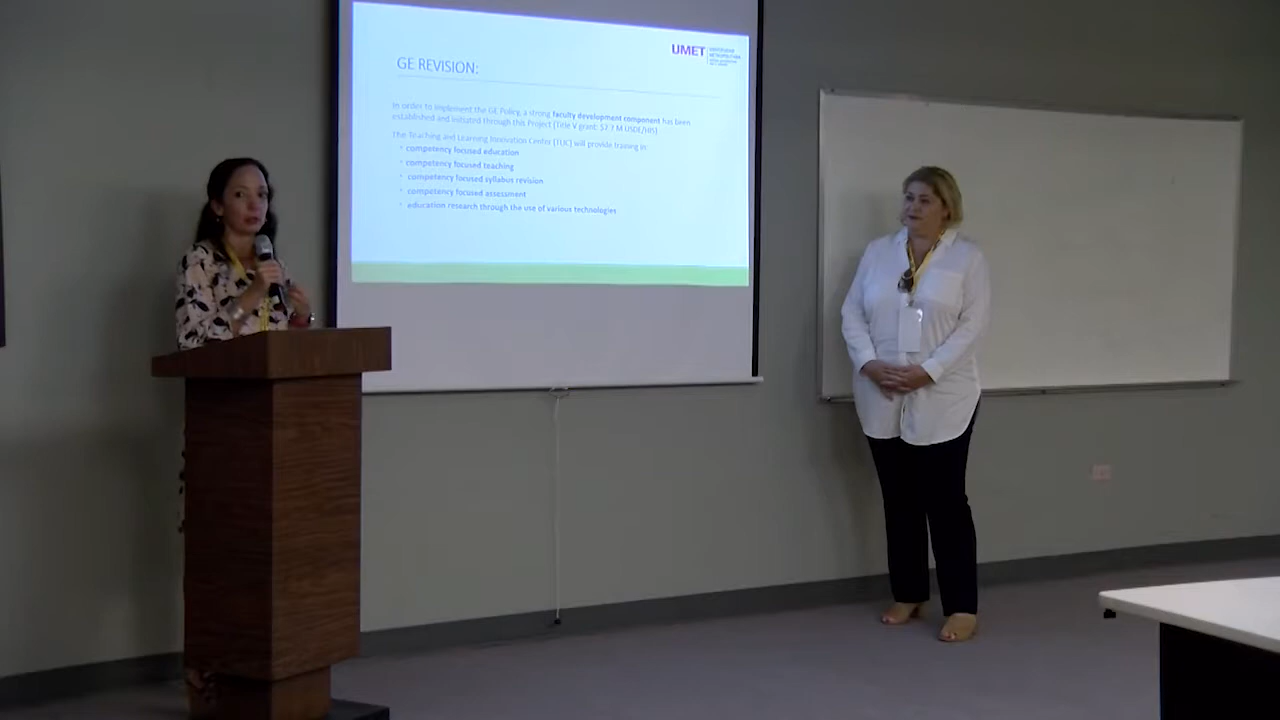 UMET
UNIVERSIDAD
METROPOLITANA
GE REVISION:
In order to implement the GE Policy, a strong faculty development component has been
established and initiated through this Project (Title V grant: $2.7 M USDE/HIS).
The Teaching and Learning Innovation Center (TLIC) will provide training in:
• competency focused education
• competency focused teaching
• competency focused syllabus revision
• competency focused assessment
• education research through the use of various technologies